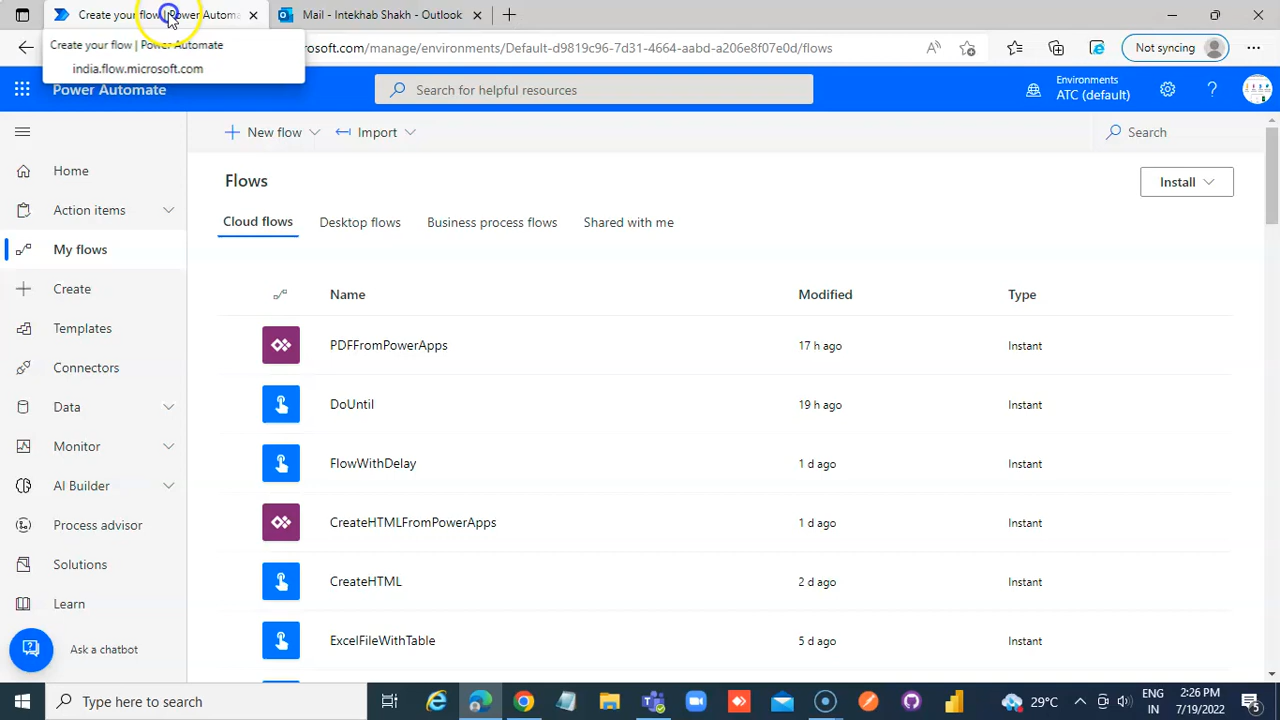 Create your flow | Power Automa
Mail - Intekhab Shakh - Outlook
Create your flow | Power Automate
india.flow.microsoft.com
osoft.com/manage/environments/Default-d9819c96-7d31-4664-aabd-a206e8f07e0d/flows
Not syncing
Power Automate
Search for helpful resources
Environments
ATC (default)
New flow
Import
Search
Home
Action items
My flows
Create
Templates
Connectors
Data
Monitor
AI Builder
Process advisor
Solutions
Learn
Ask a chatbot
Flows
Install
Cloud flows Desktop flows Business process flows Shared with me
Name Modified Type
PDFFromPowerApps 17 h ago Instant
DoUntil 19 h ago Instant
FlowWithDelay 1 d ago Instant
CreateHTMLFromPowerApps 1 d ago Instant
CreateHTML 2 d ago Instant
ExcelFileWithTable 5 d ago Instant
Type here to search
29°C
ENG
IN
2:26 PM
7/19/2022
5